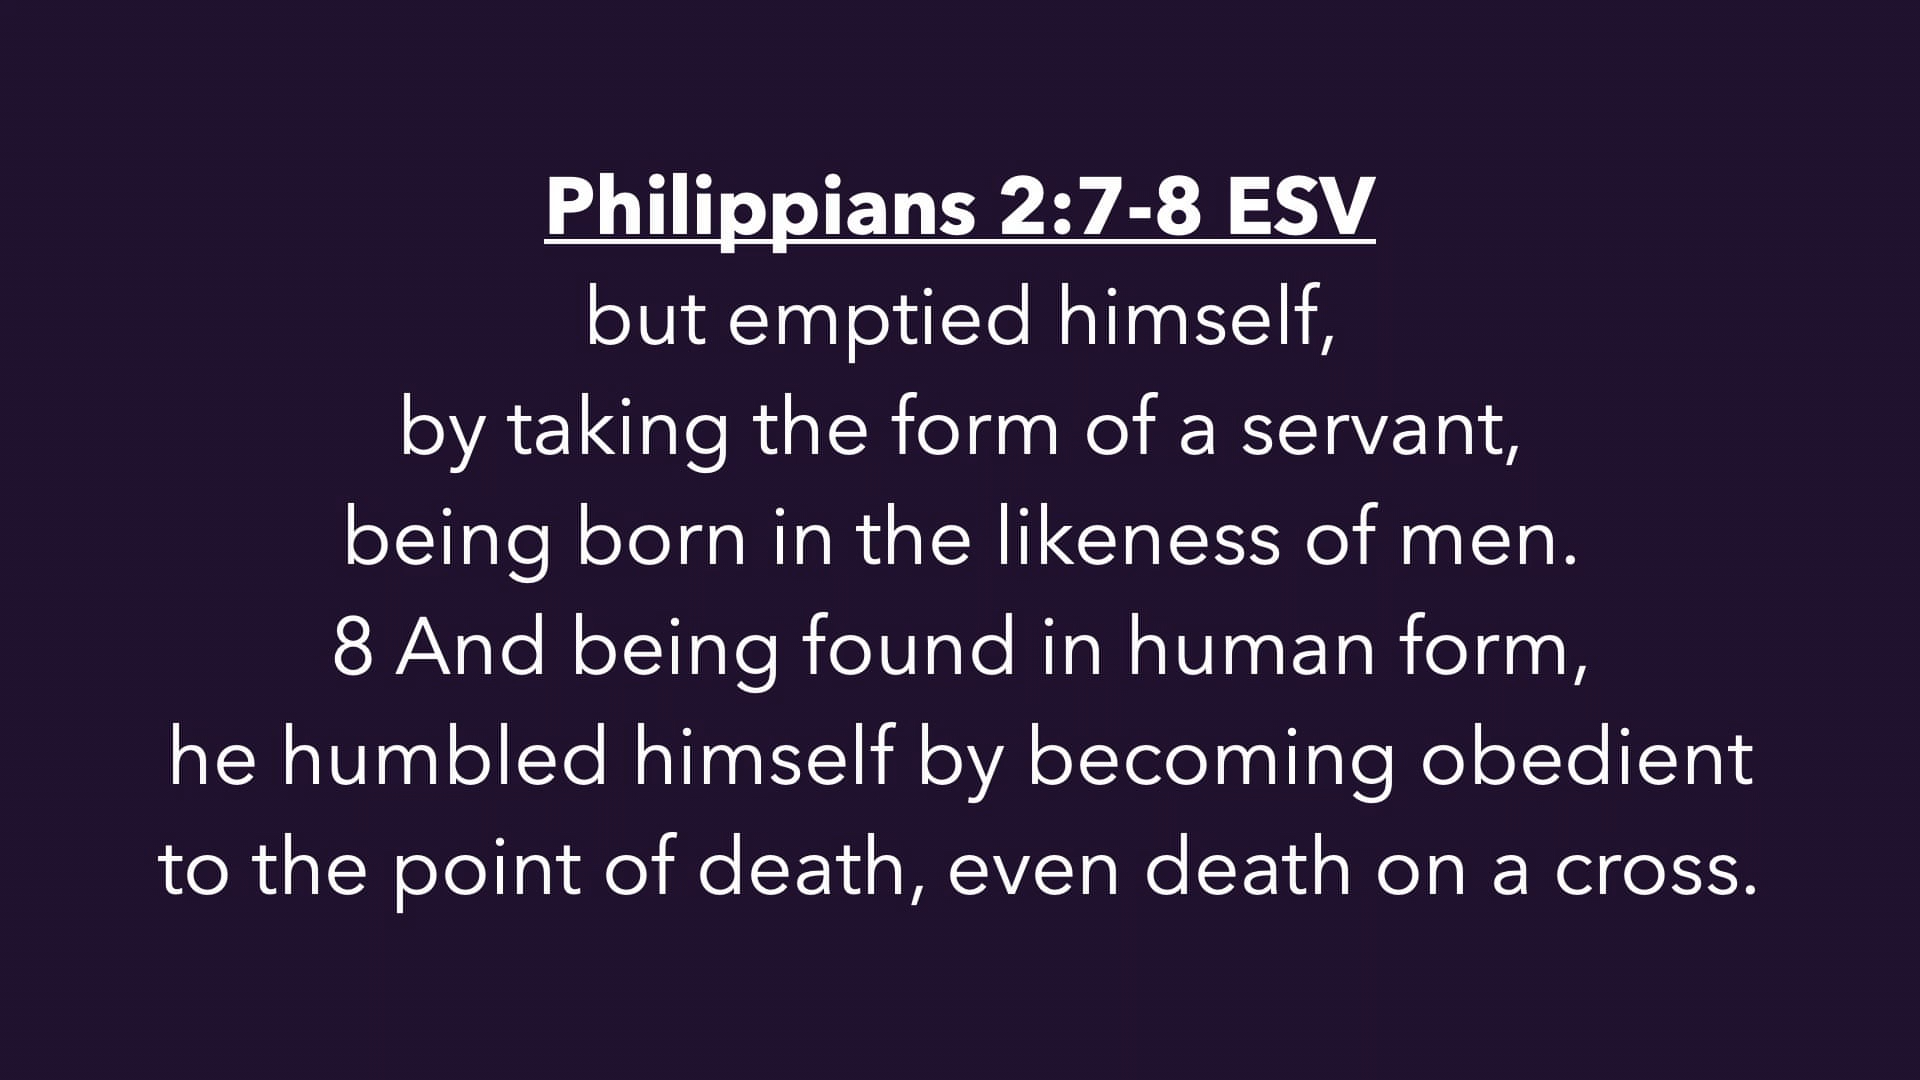 Philippians 2:7-8 ESV
but emptied himself,
by taking the form of a servant,
being born in the likeness of men.
8 And being found in human form,
he humbled himself by becoming obedient
to the point of death, even death on a cross.